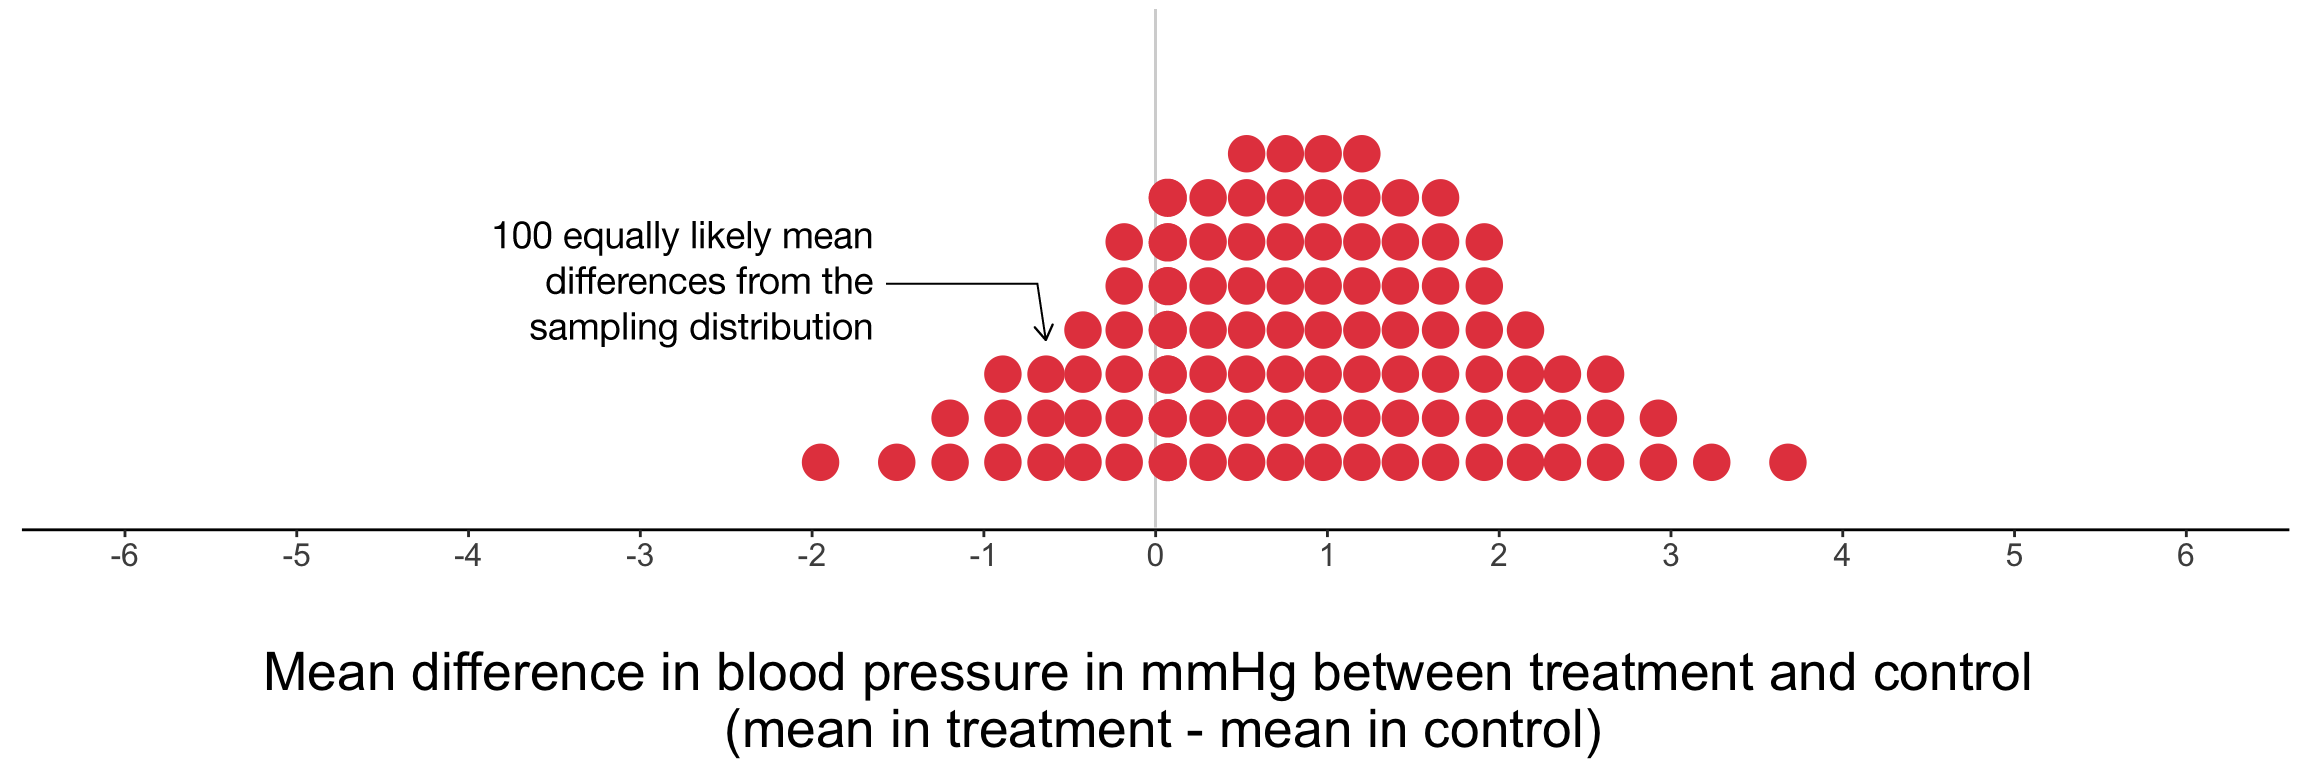 100 equally likely mean
differences from the
sampling distribution
-6 -5 -4 -3 -2 -1 0 1 2 3 4 5 6
Mean difference in blood pressure in mmHg between treatment and control
(mean in treatment - mean in control)